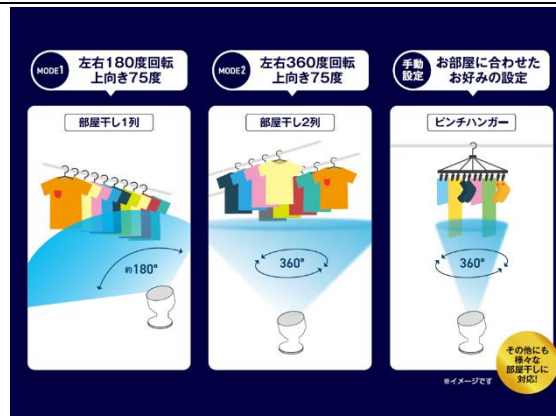 MODE1
左右180度回転
上向き75度
部屋干し1列
約180°
MODE2
左右360度回転
上向き75度
部屋干し2列
360°
手動
設定
お部屋に合わせた
お好みの設定
ピンチハンガー
360°
その他にも
様々な
部屋干しに
対応!
※イメージです